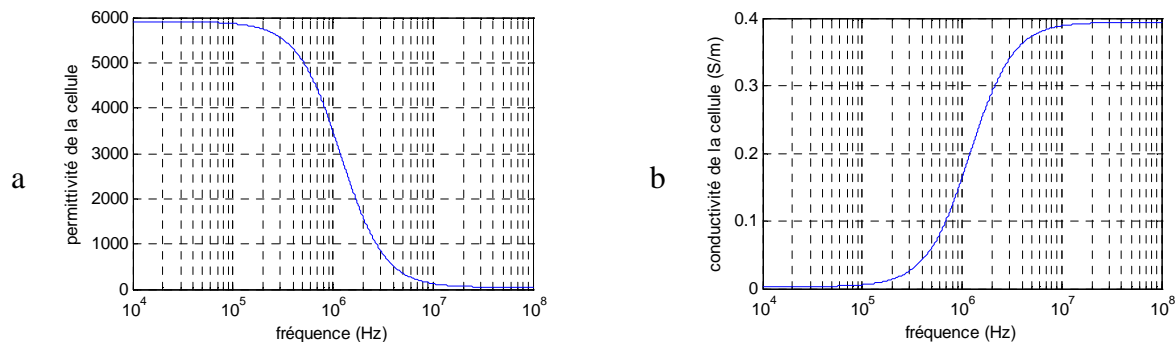 a
permittivité de la cellule
6000
5000
4000
3000
2000
1000
0
10^4 10^5 10^6 10^7 10^8
fréquence (Hz)
b
conductivité de la cellule (S/m)
0.4
0.3
0.2
0.1
0
10^4 10^5 10^6 10^7 10^8
fréquence (Hz)